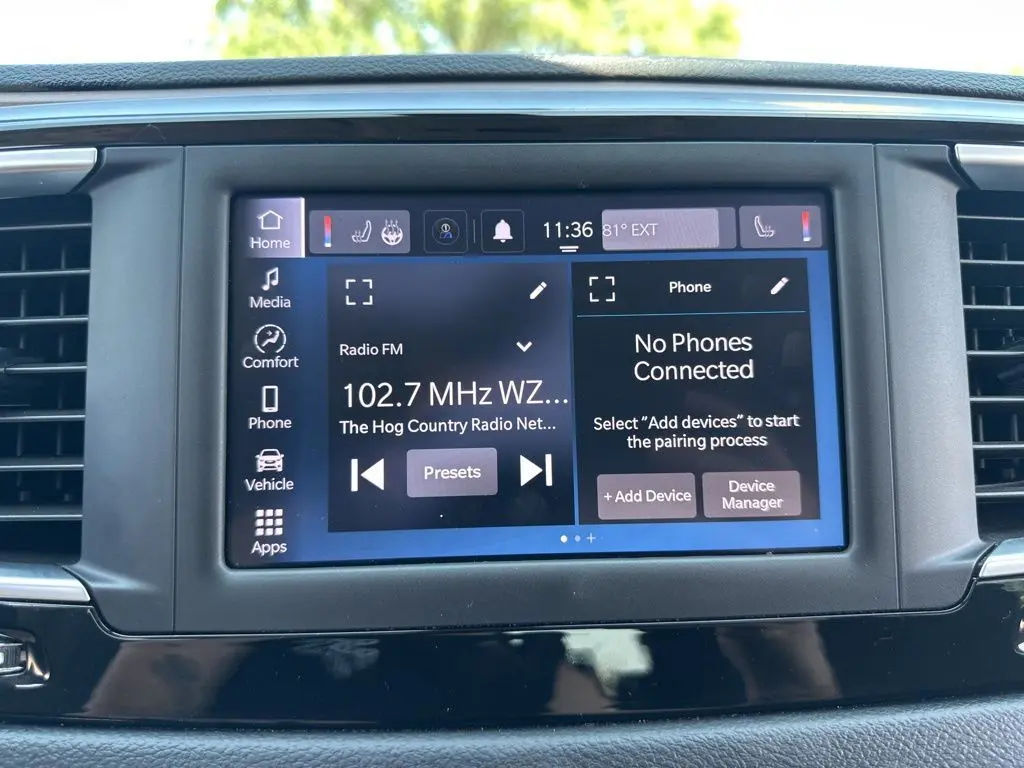 Home
11:36
81° EXT
Media
Comfort
Phone
Vehicle
Apps
Radio FM
102.7 MHz WZ...
The Hog Country Radio Net...
Presets
Phone
No Phones
Connected
Select "Add devices" to start
the pairing process
+ Add Device
Device
Manager